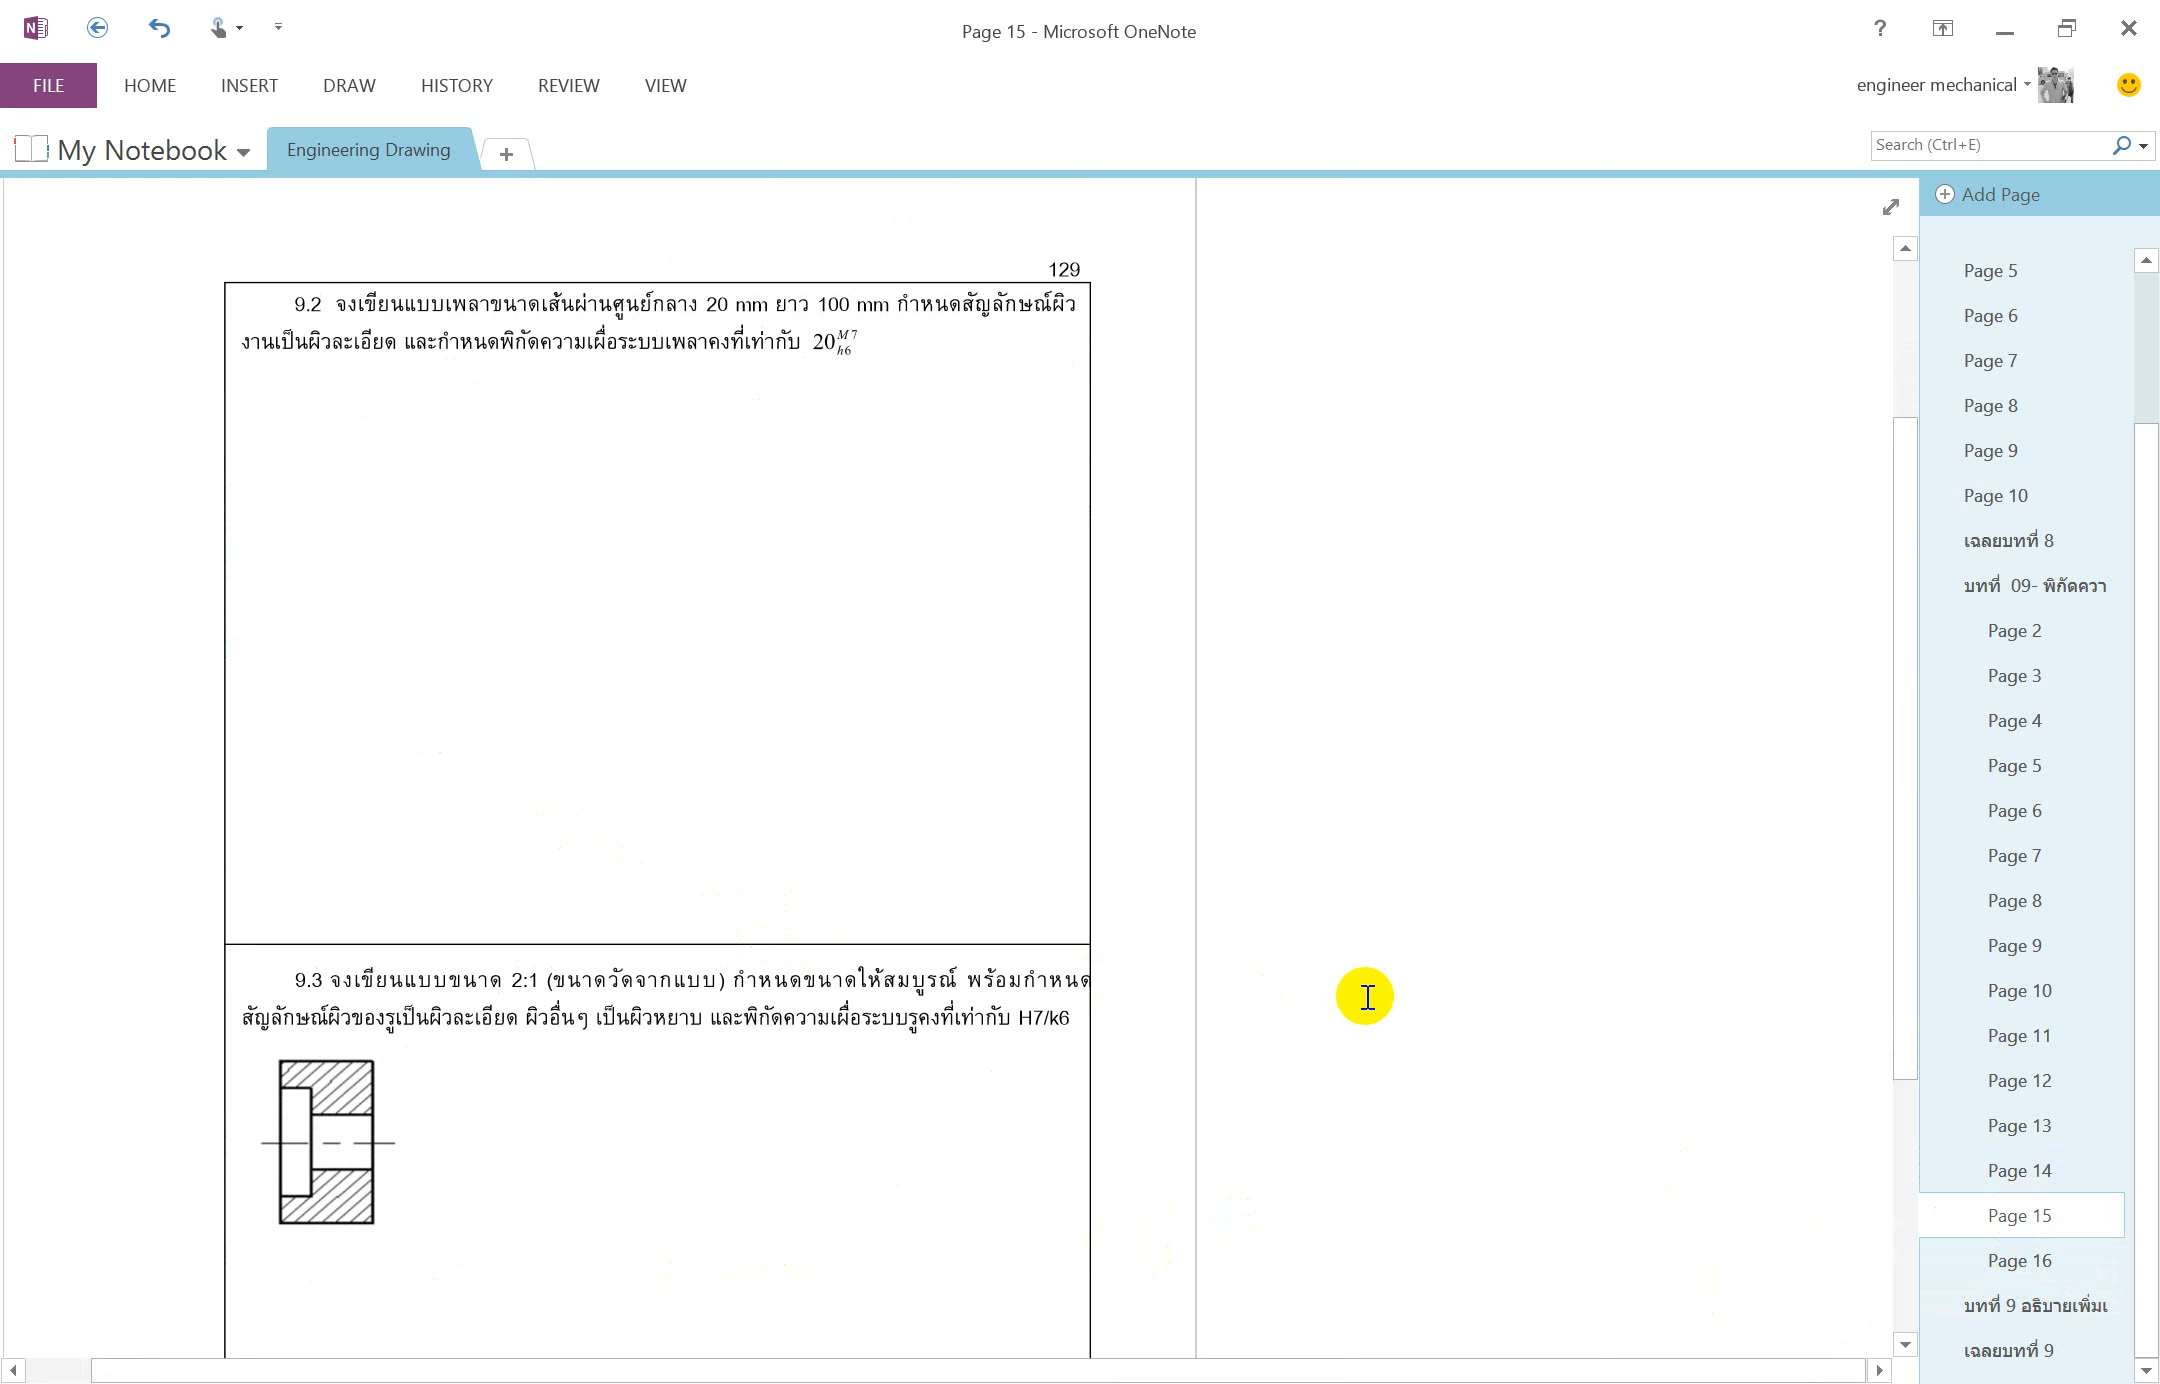 Page 15 - Microsoft OneNote
?
FILE HOME INSERT DRAW HISTORY REVIEW VIEW
engineer mechanical
My Notebook
Engineering Drawing
Search (Ctrl+E)
Add Page
129
9.2 จงเขียนแบบเพลาขนาดเส้นผ่านศูนย์กลาง 20 mm ยาว 100 mm กำหนดสัญลักษณ์ผิว
งานเป็นผิวละเอียด และกำหนดพิกัดความเผื่อระบบเพลาคงที่เท่ากับ 20 M7 h6
9.3 จงเขียนแบบขนาด 2:1 (ขนาดวัดจากแบบ) กำหนดขนาดให้สมบูรณ์ พร้อมกำหนด
สัญลักษณ์ผิวของรูเป็นผิวละเอียด ผิวอื่นๆ เป็นผิวหยาบ และพิกัดความเผื่อระบบรูคงที่เท่ากับ H7/k6
Page 5
Page 6
Page 7
Page 8
Page 9
Page 10
เฉลยบทที่ 8
บทที่ 09- พิกัดควา
Page 2
Page 3
Page 4
Page 5
Page 6
Page 7
Page 8
Page 9
Page 10
Page 11
Page 12
Page 13
Page 14
Page 15
Page 16
บทที่ 9 อธิบายเพิ่มเ
เฉลยบทที่ 9